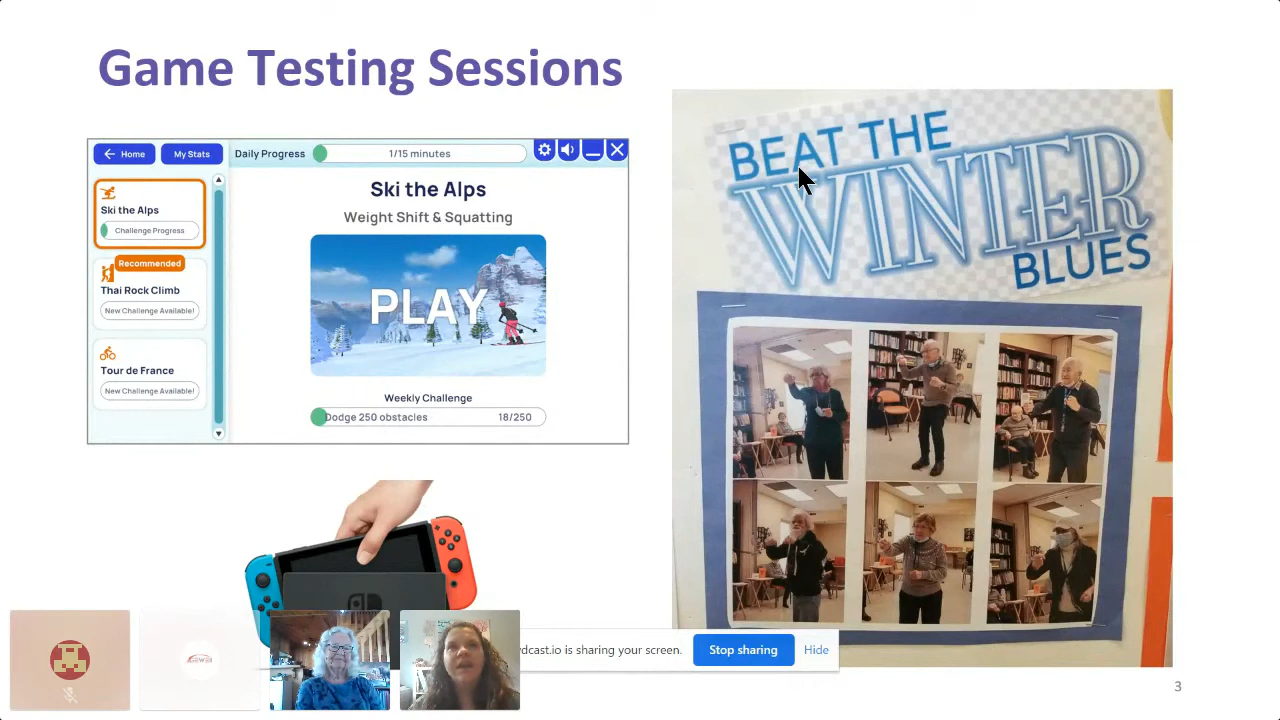 Game Testing Sessions
Home
My Stats
Daily Progress
1/15 minutes
Ski the Alps
Challenge Progress
Recommended
Thai Rock Climb
New Challenge Available!
Tour de France
New Challenge Available!
Ski the Alps
Weight Shift & Squatting
PLAY
Weekly Challenge
Dodge 250 obstacles
18/250
BEAT THE
WINTER
BLUES
dcast.io is sharing your screen.
Stop sharing
Hide
3